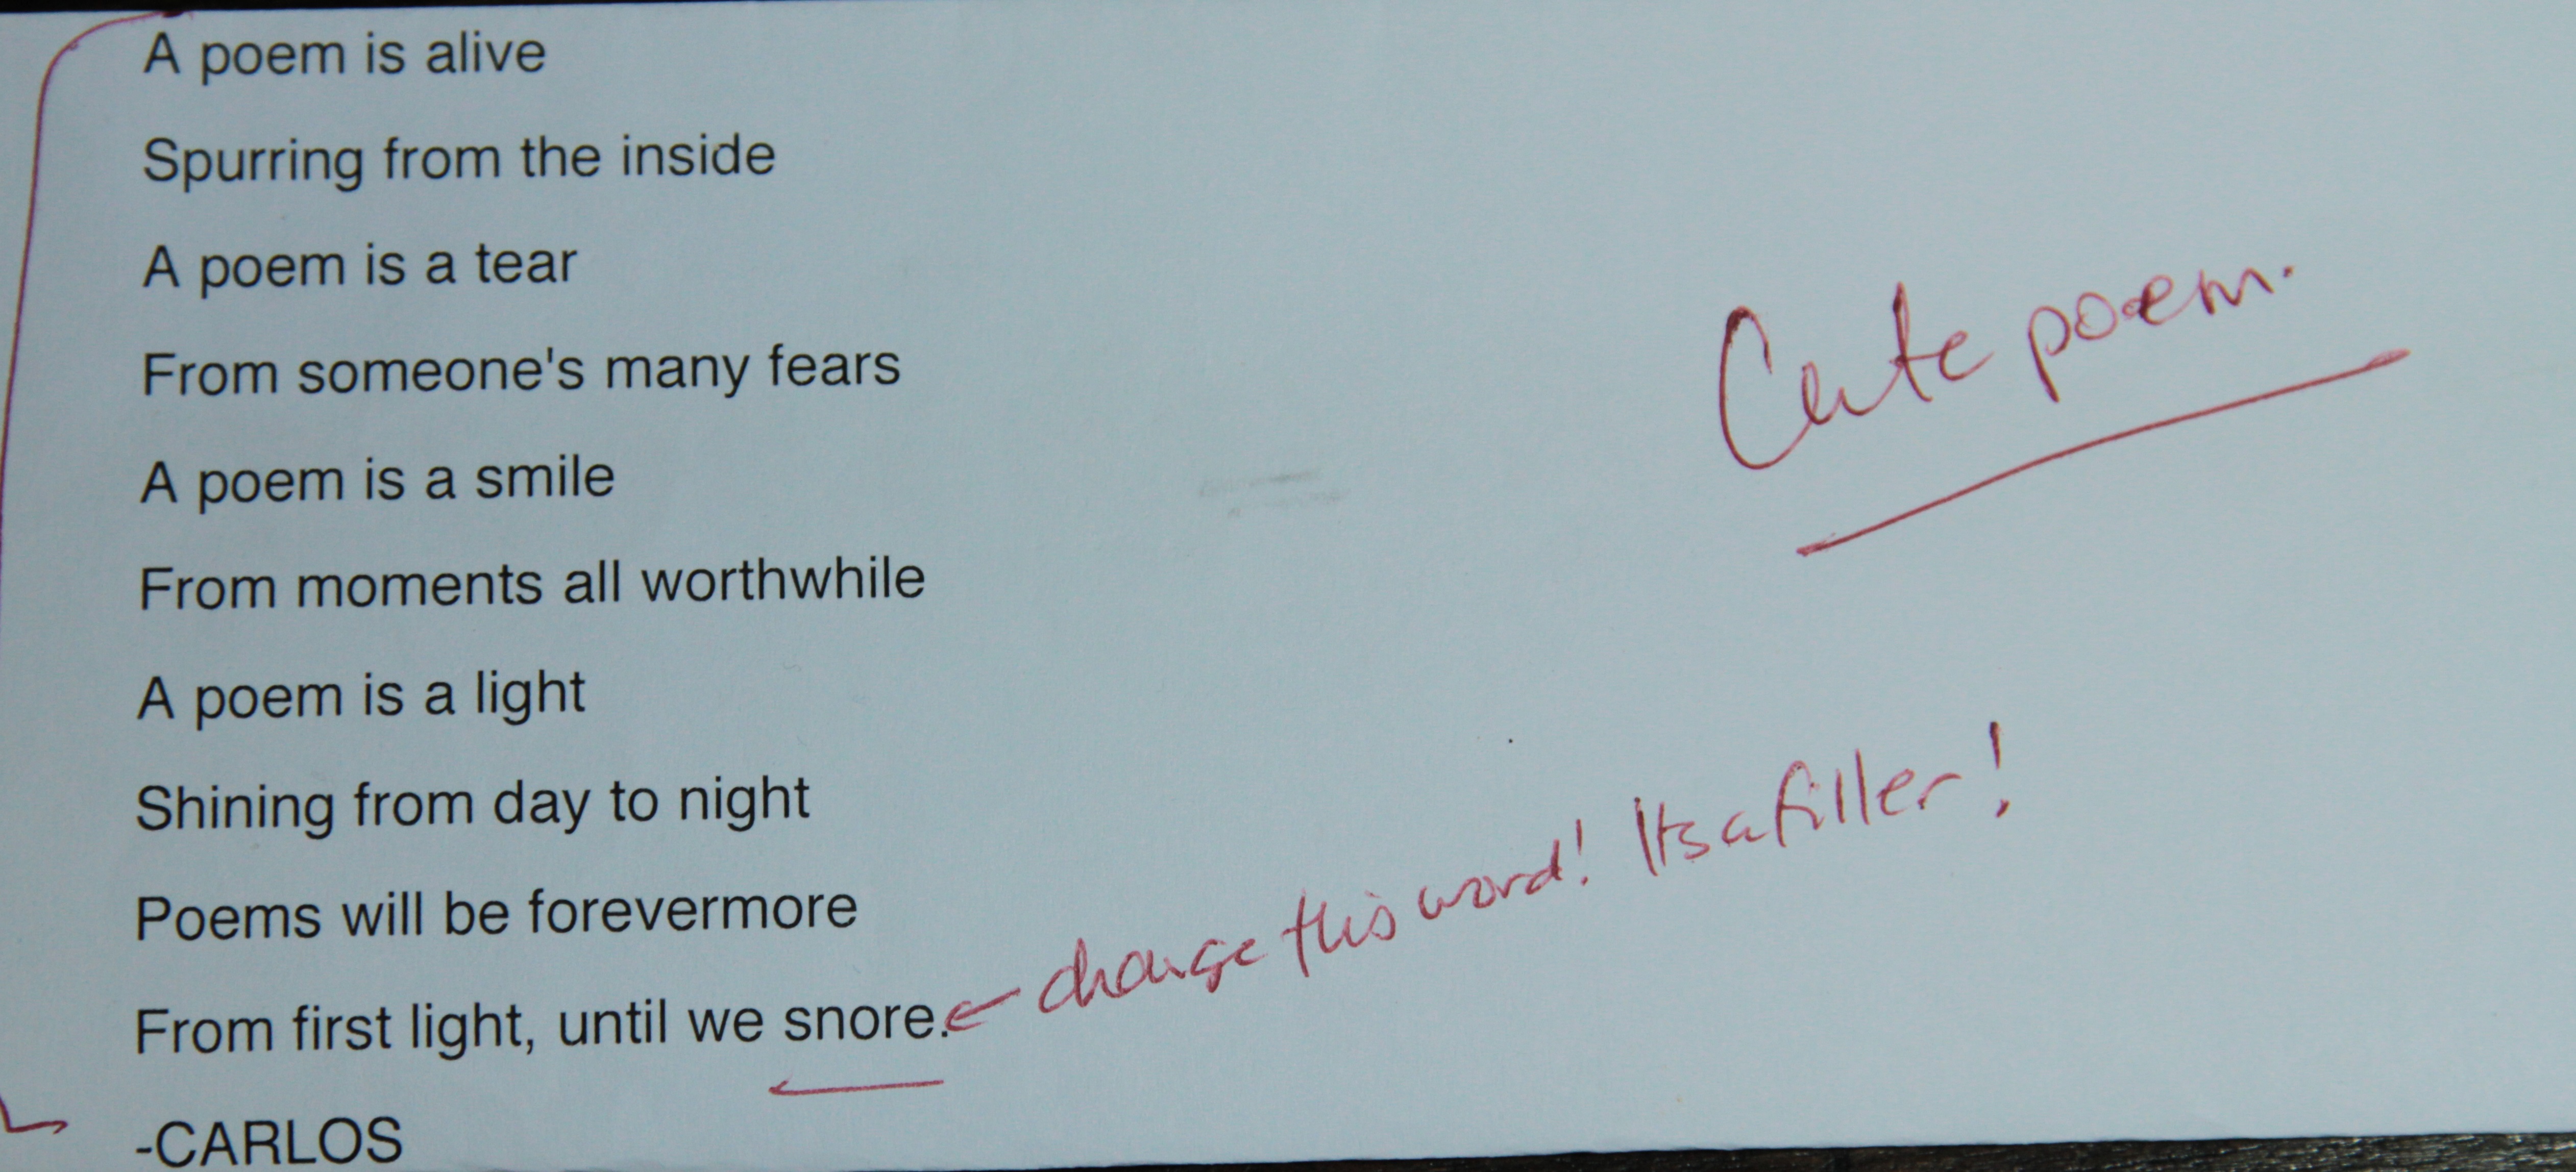 A poem is alive
Spurring from the inside
A poem is a tear
From someone's many fears
Cute poem.
A poem is a smile
From moments all worthwhile
A poem is a light
Shining from day to night
Poems will be forevermore
From first light, until we snore. ← change this word! Its a filler!
-CARLOS